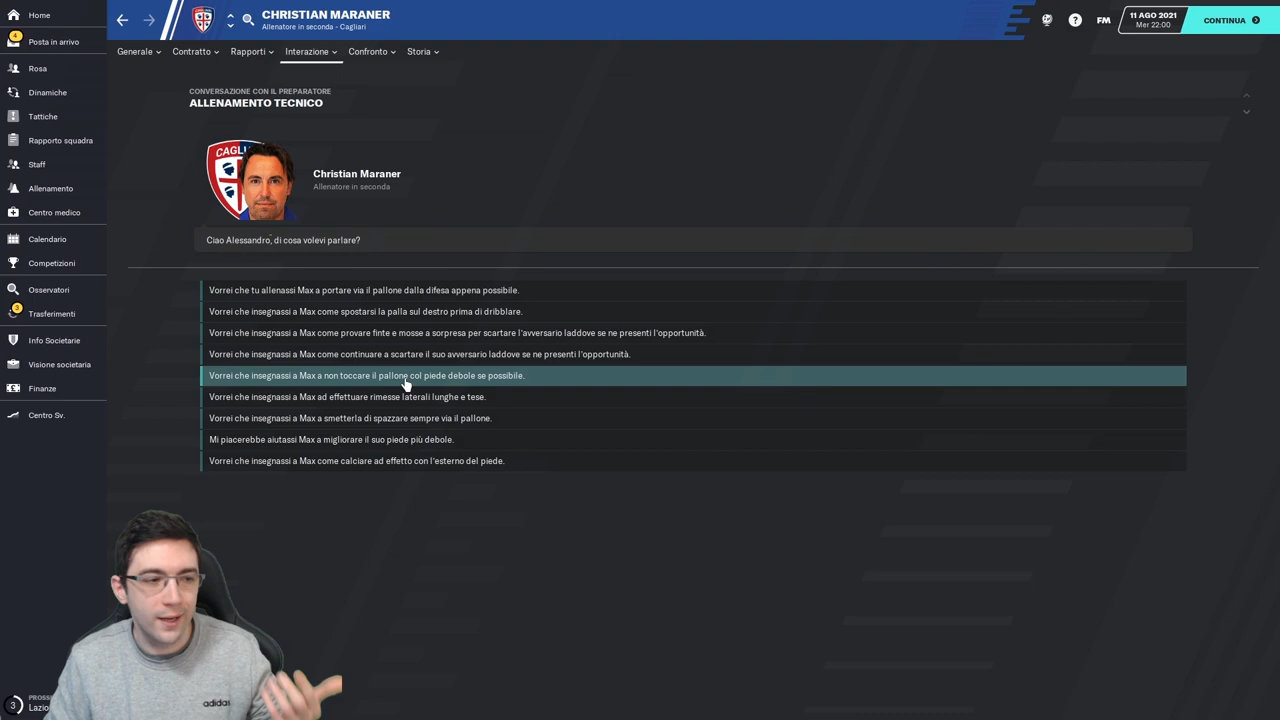 Home
CHRISTIAN MARANER
Allenatore in seconda - Cagliari
FM
11 AGO 2021
Mer 22:00
CONTINUA
4
Posta in arrivo
Generale
Contratto
Rapporti
Interazione
Confronto
Storia
Rosa
Dinamiche
Tattiche
Rapporto squadra
Staff
Allenamento
Centro medico
Calendario
Competizioni
Osservatori
3
Trasferimenti
Info Societarie
Visione societaria
Finanze
Centro Sv.
3
Lazio
CONVERSAZIONE CON IL PREPARATORE
ALLENAMENTO TECNICO
Christian Maraner
Allenatore in seconda
Ciao Alessandro, di cosa volevi parlare?
Vorrei che tu allenassi Max a portare via il pallone dalla difesa appena possibile.
Vorrei che insegnassi a Max come spostarsi la palla sul destro prima di dribblare.
Vorrei che insegnassi a Max come provare finte e mosse a sorpresa per scartare l'avversario laddove se ne presenti l'opportunità.
Vorrei che insegnassi a Max come continuare a scartare il suo avversario laddove se ne presenti l'opportunità.
Vorrei che insegnassi a Max a non toccare il pallone col piede debole se possibile.
Vorrei che insegnassi a Max ad effettuare rimesse laterali lunghe e tese.
Vorrei che insegnassi a Max a smetterla di spazzare sempre via il pallone.
Mi piacerebbe aiutassi Max a migliorare il suo piede più debole.
Vorrei che insegnassi a Max come calciare ad effetto con l'esterno del piede.
adidas